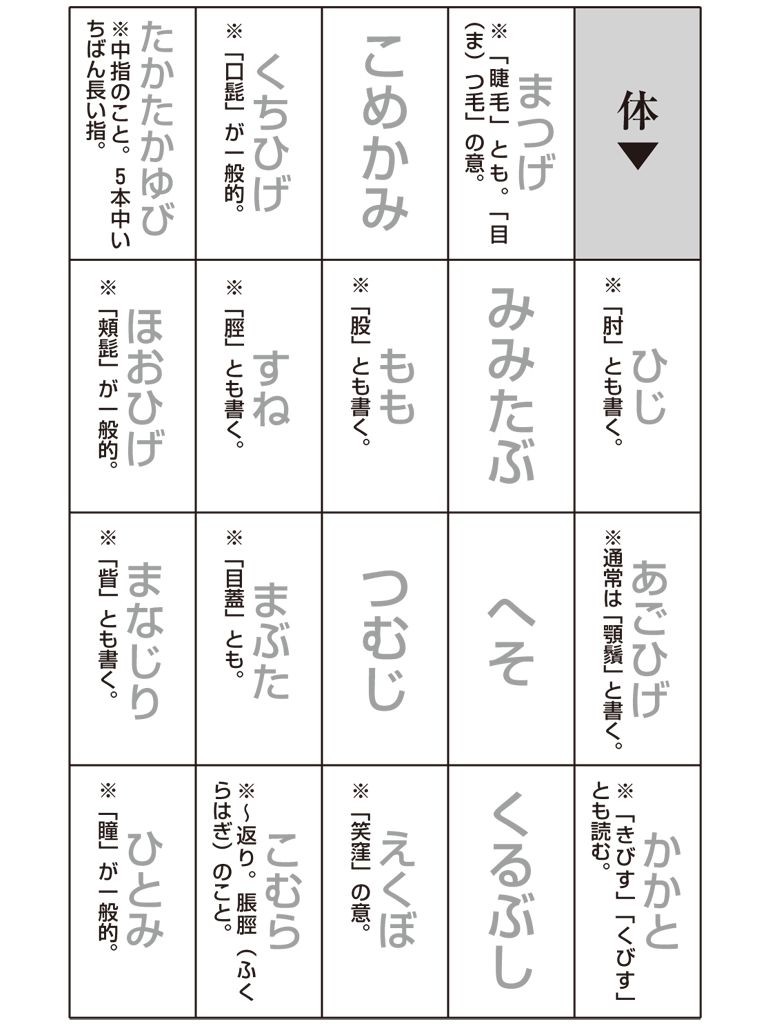 体▼
ひじ
※「肘」とも書く。
あごひげ
※通常は「顎鬚」と書く。
かかと
※「きびす」「くびす」
とも読む。
まつげ
※「睫毛」とも。「目
(ま)つ毛」の意。
みみたぶ
へそ
くるぶし
こめかみ
もも
※「股」とも書く。
つむじ
えくぼ
※「笑窪」の意。
くちひげ
※「口髭」が一般的。
すね
※「脛」とも書く。
まぶた
※「目蓋」とも。
こむら
※〜返り。脹脛(ふく
らはぎ)のこと。
たかたかゆび
※中指のこと。5本中い
ちばん長い指。
ほおひげ
※「頬髭」が一般的。
まなじり
※「眥」とも書く。
ひとみ
※「瞳」が一般的。